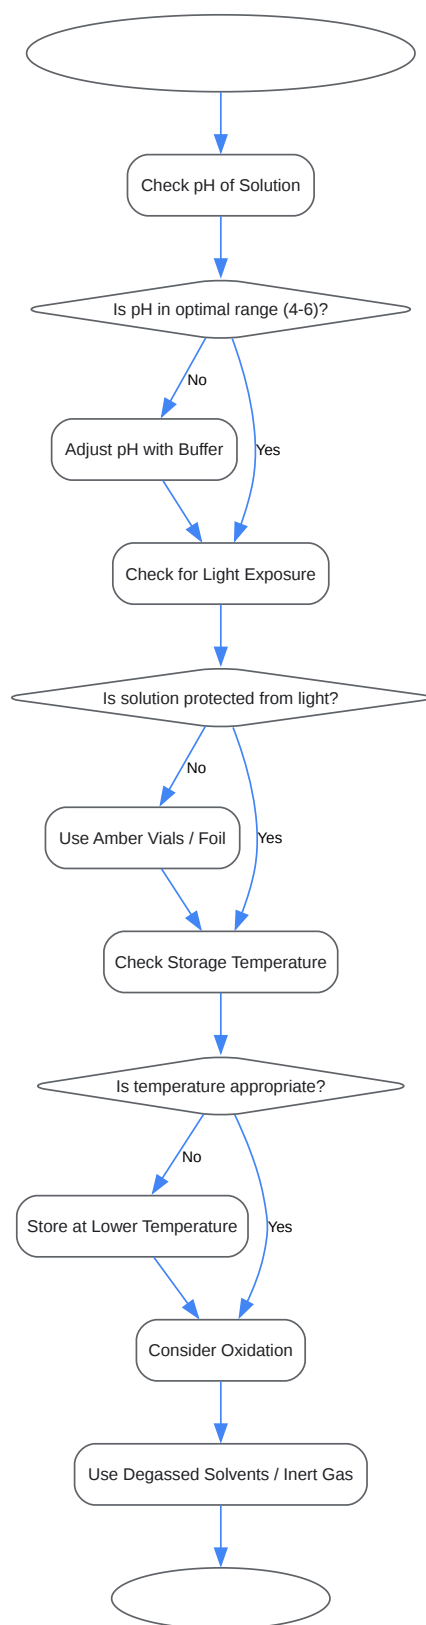 Check pH of Solution
Is pH in optimal range (4-6)?
No
Adjust pH with Buffer
Yes
Check for Light Exposure
Is solution protected from light?
No
Use Amber Vials / Foil
Yes
Check Storage Temperature
Is temperature appropriate?
No
Store at Lower Temperature
Yes
Consider Oxidation
Use Degassed Solvents / Inert Gas